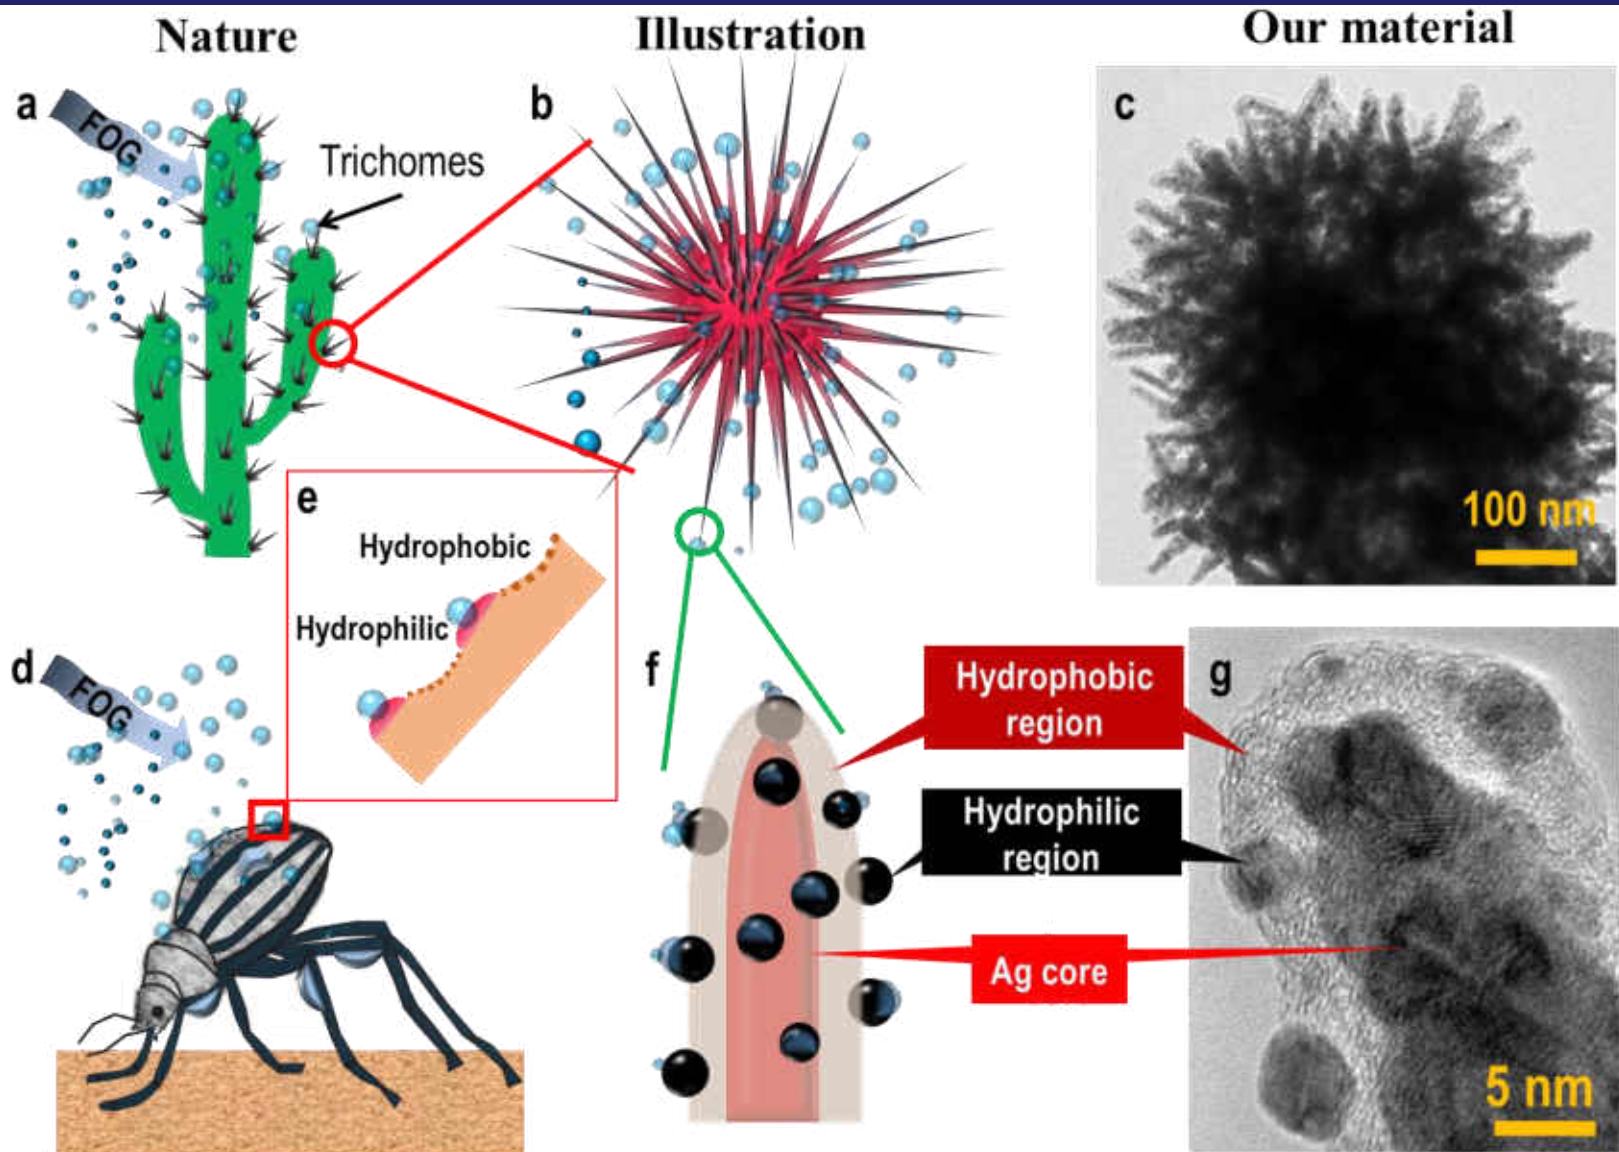 Nature
Illustration
Our material
a
FOG
Trichomes
b
c
100 nm
e
Hydrophobic
Hydrophilic
d
FOG
f
Hydrophobic
region
Hydrophilic
region
Ag core
g
5 nm